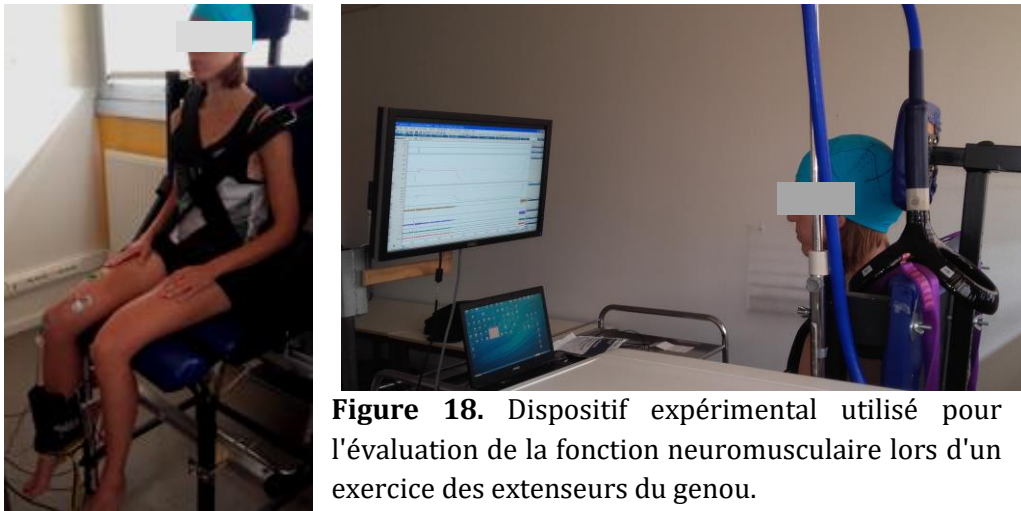 Figure 18. Dispositif expérimental utilisé pour
l'évaluation de la fonction neuromusculaire lors d'un
exercice des extenseurs du genou.